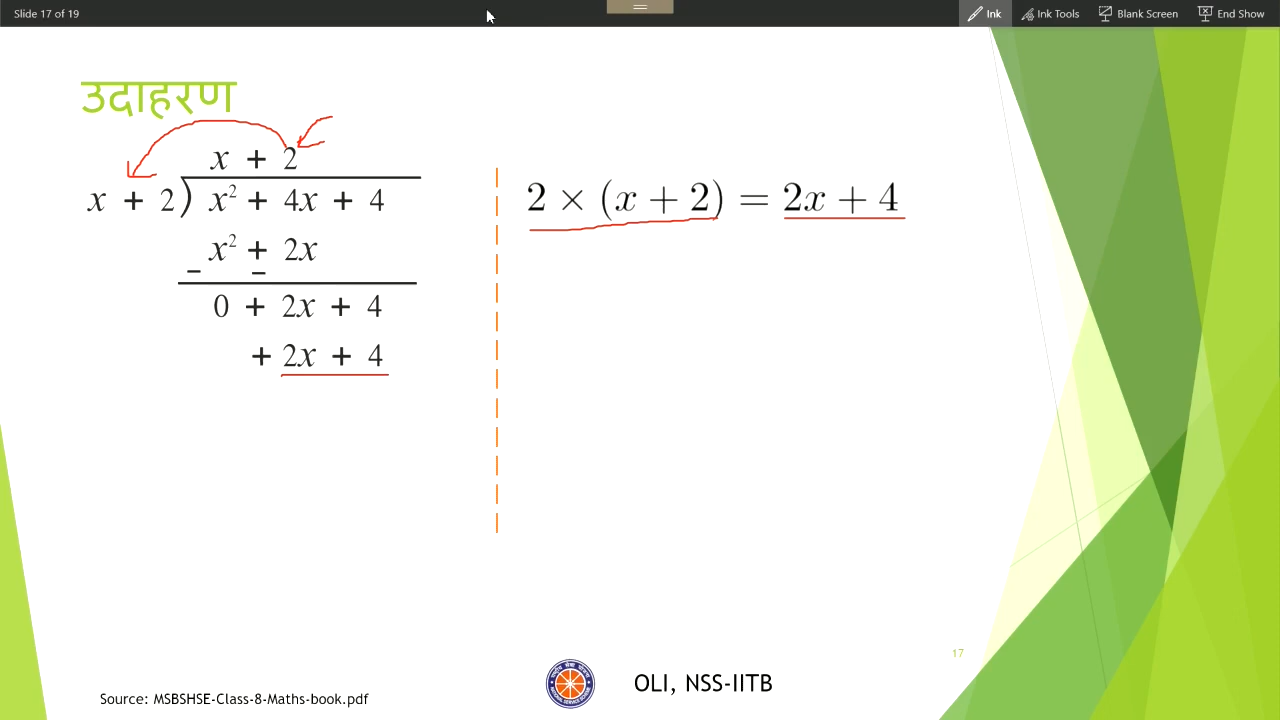 Slide 17 of 19
Ink
Ink Tools
Blank Screen
End Show
उदाहरण
x + 2
x + 2) x² + 4x + 4
x² + 2x
− −
0 + 2x + 4
+ 2x + 4
2 × (x + 2) = 2x + 4
17
Source: MSBSHSE-Class-8-Maths-book.pdf
OLI, NSS-IITB